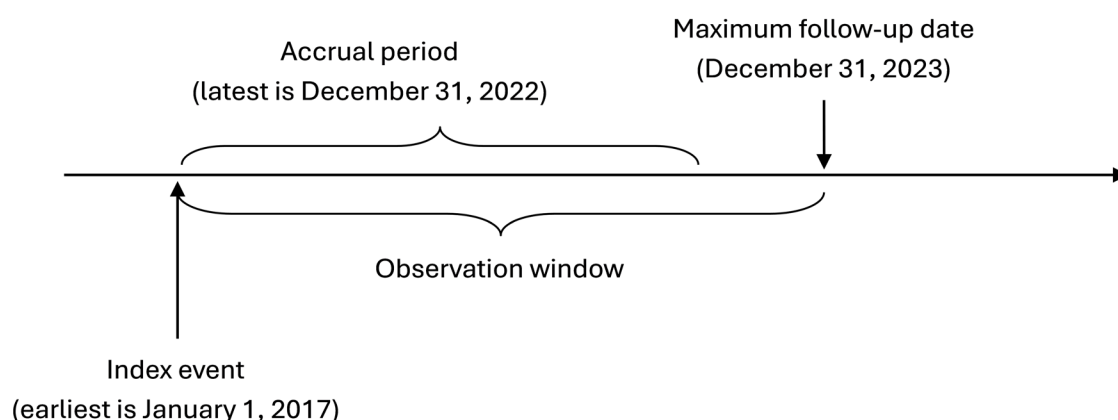 Maximum follow-up date
(December 31, 2023)
Accrual period
(latest is December 31, 2022)
Observation window
Index event
(earliest is January 1, 2017)